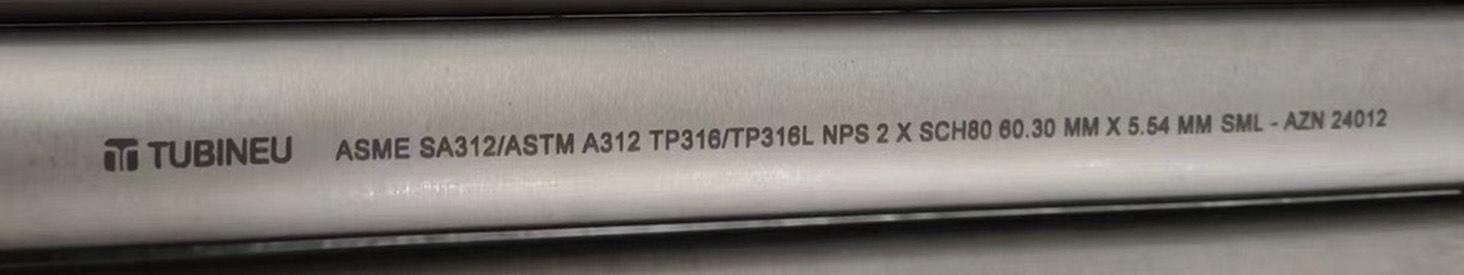 TUBINEU ASME SA312/ASTM A312 TP316/TP316L NPS 2 X SCH80 60.30 MM X 5.54 MM SML - AZN 24012